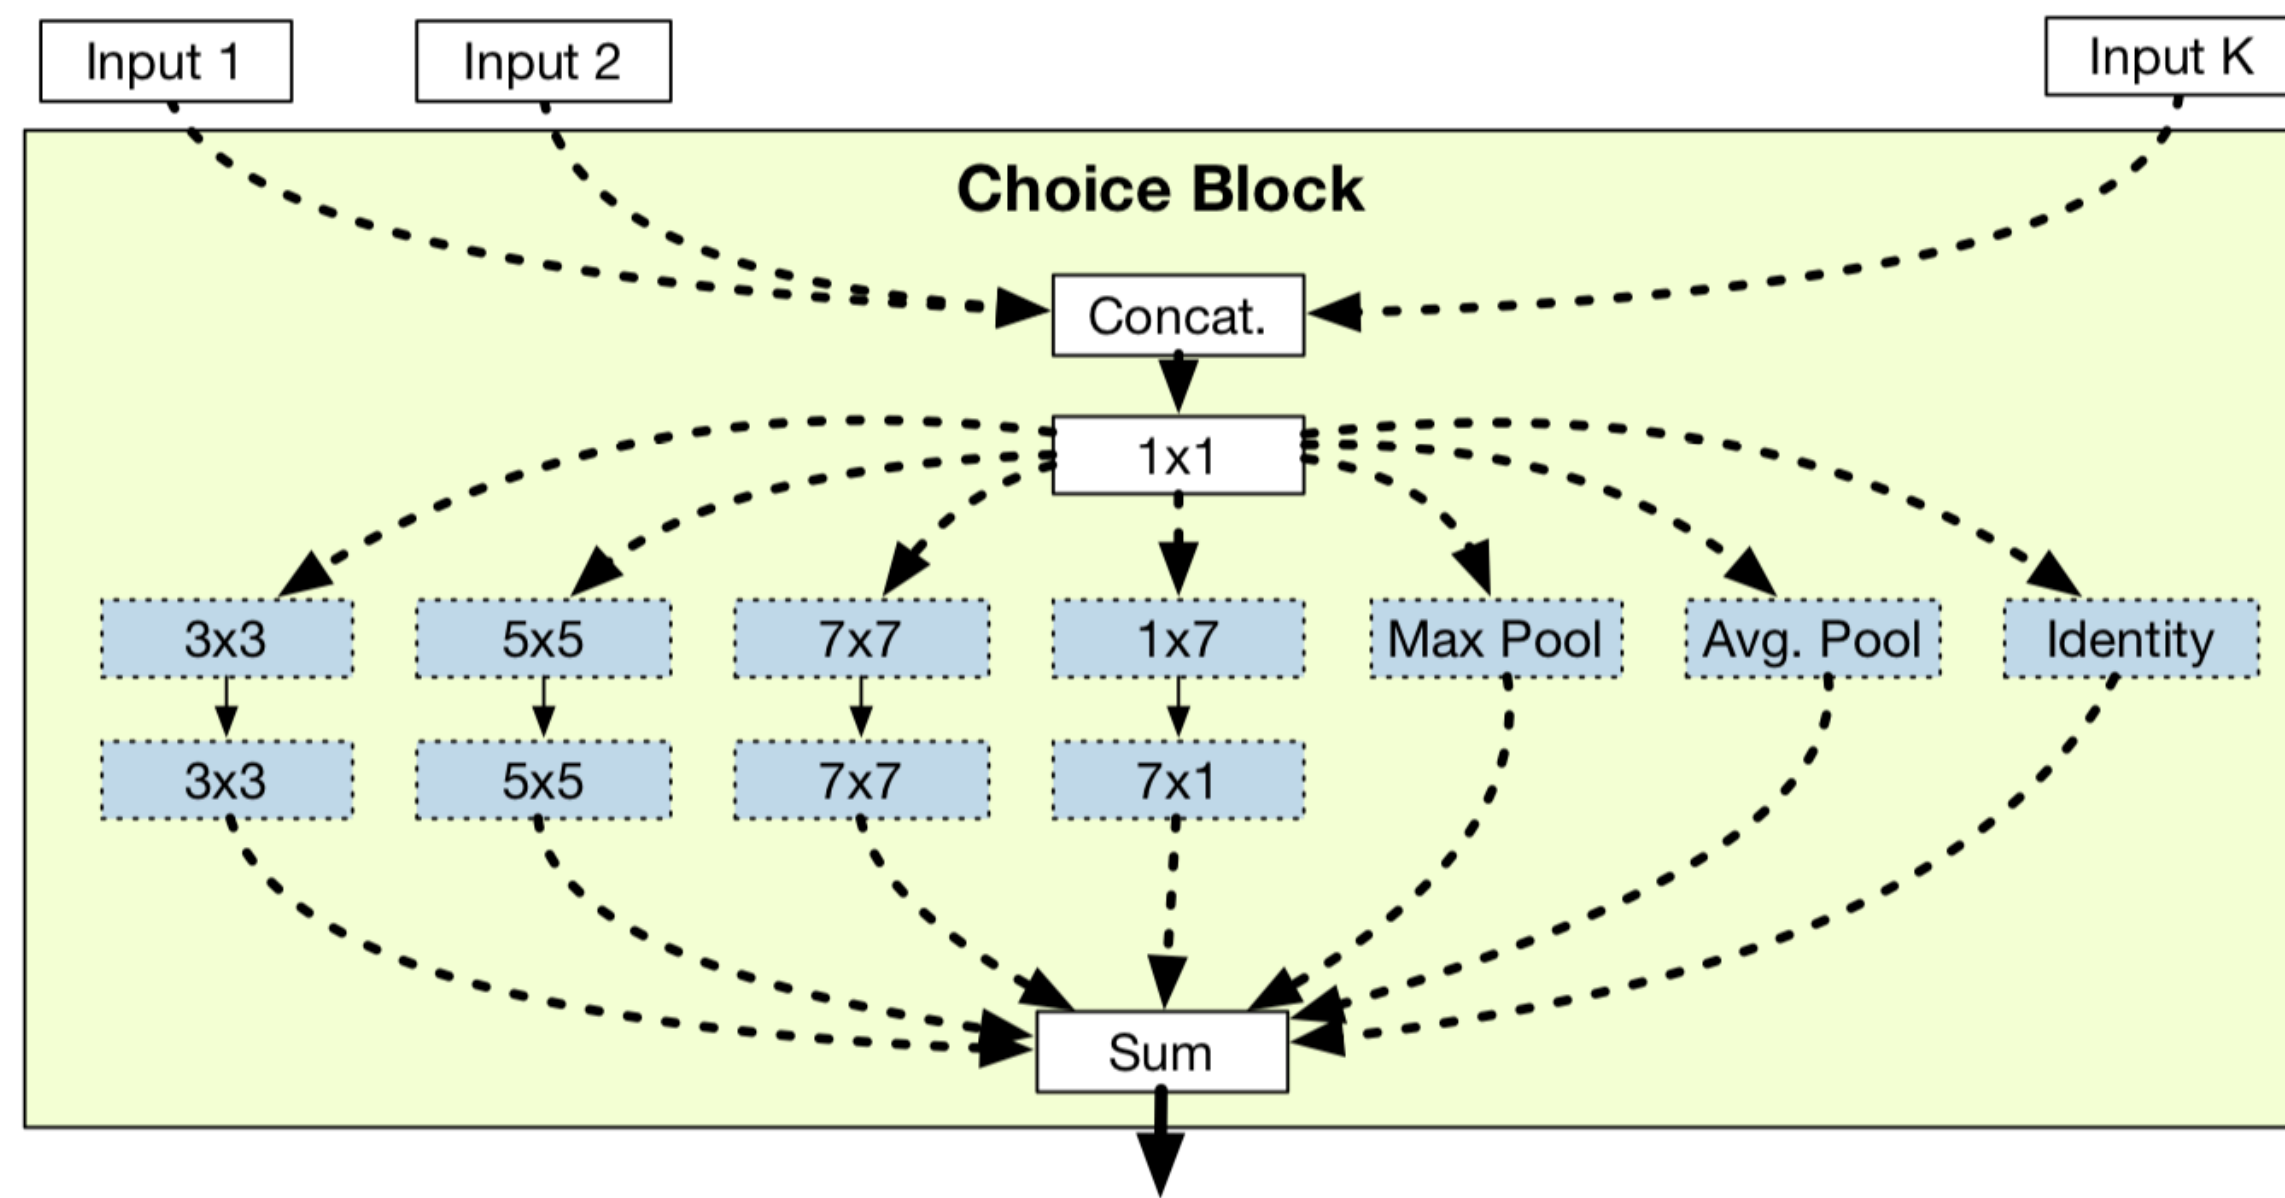 Input 1
Input 2
Input K
Choice Block
Concat.
1x1
3x3
5x5
7x7
1x7
Max Pool
Avg. Pool
Identity
3x3
5x5
7x7
7x1
Sum